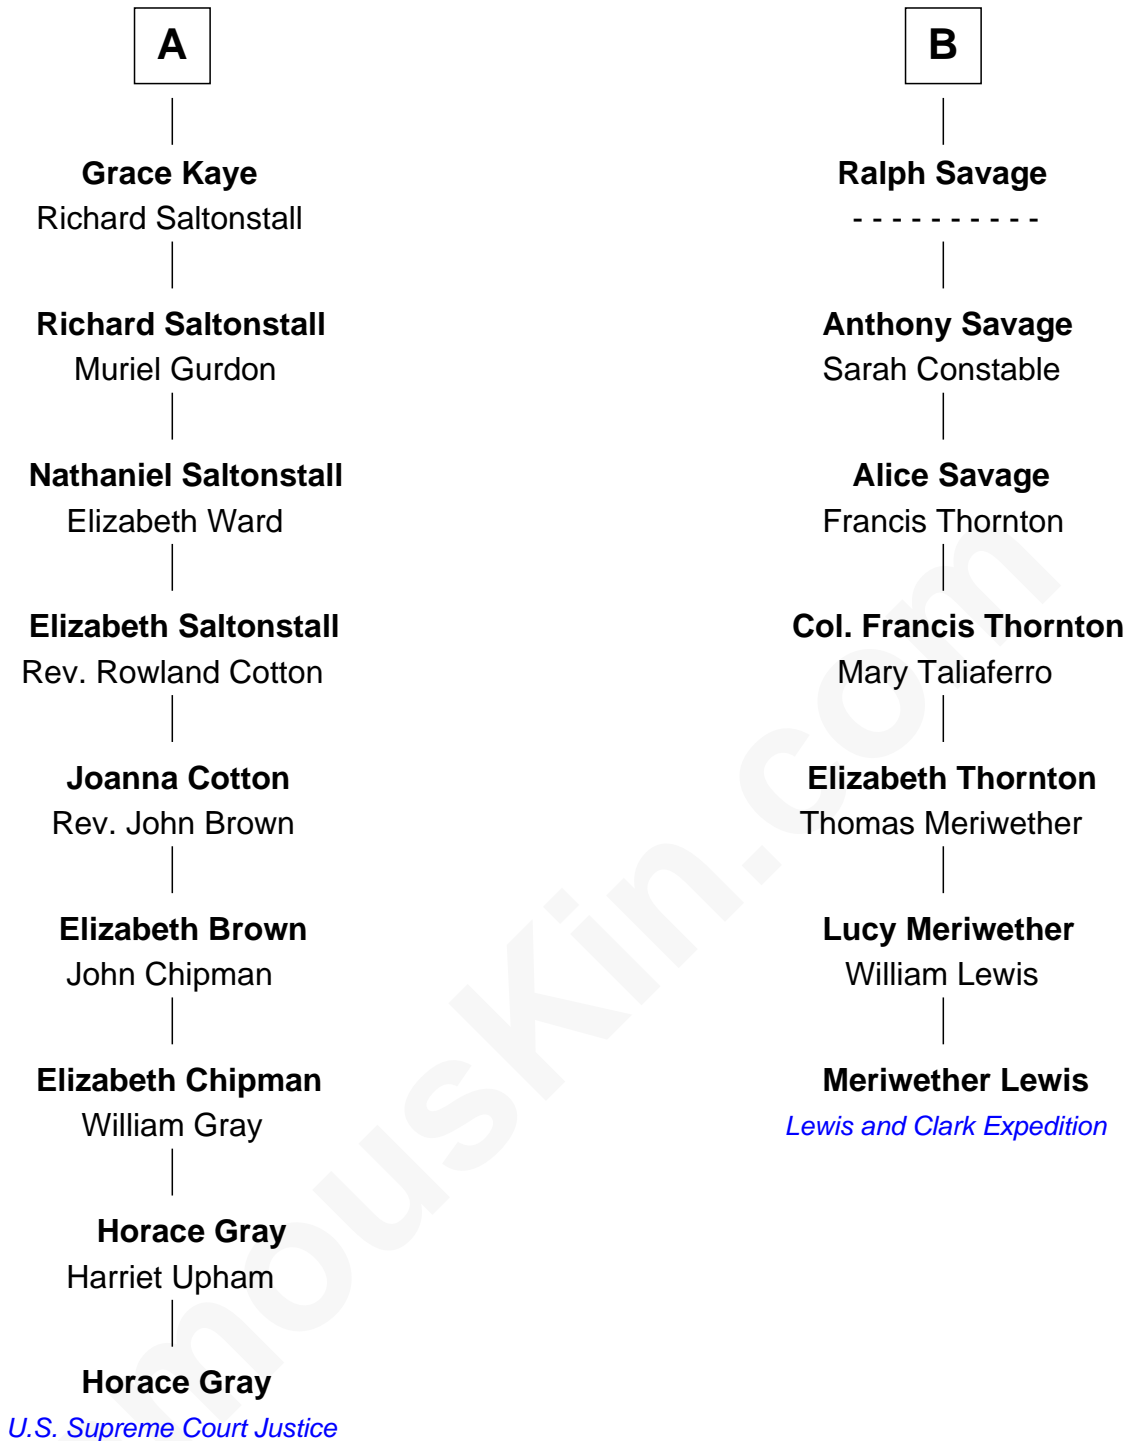 A
Grace Kaye
Richard Saltonstall
Richard Saltonstall
Muriel Gurdon
Nathaniel Saltonstall
Elizabeth Ward
Elizabeth Saltonstall
Rev. Rowland Cotton
Joanna Cotton
Rev. John Brown
Elizabeth Brown
John Chipman
Elizabeth Chipman
William Gray
Horace Gray
Harriet Upham
Horace Gray
U.S. Supreme Court Justice
B
Ralph Savage
- - - - - - - - - -
Anthony Savage
Sarah Constable
Alice Savage
Francis Thornton
Col. Francis Thornton
Mary Taliaferro
Elizabeth Thornton
Thomas Meriwether
Lucy Meriwether
William Lewis
Meriwether Lewis
Lewis and Clark Expedition
mousKin.com